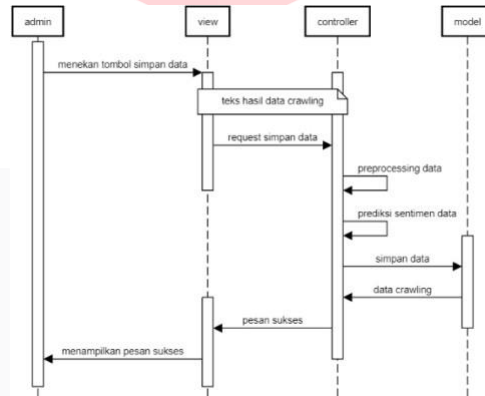 admin
view
controller
model
menekan tombol simpan data
teks hasil data crawling
request simpan data
preprocessing data
prediksi sentimen data
simpan data
data crawling
pesan sukses
menampilkan pesan sukses